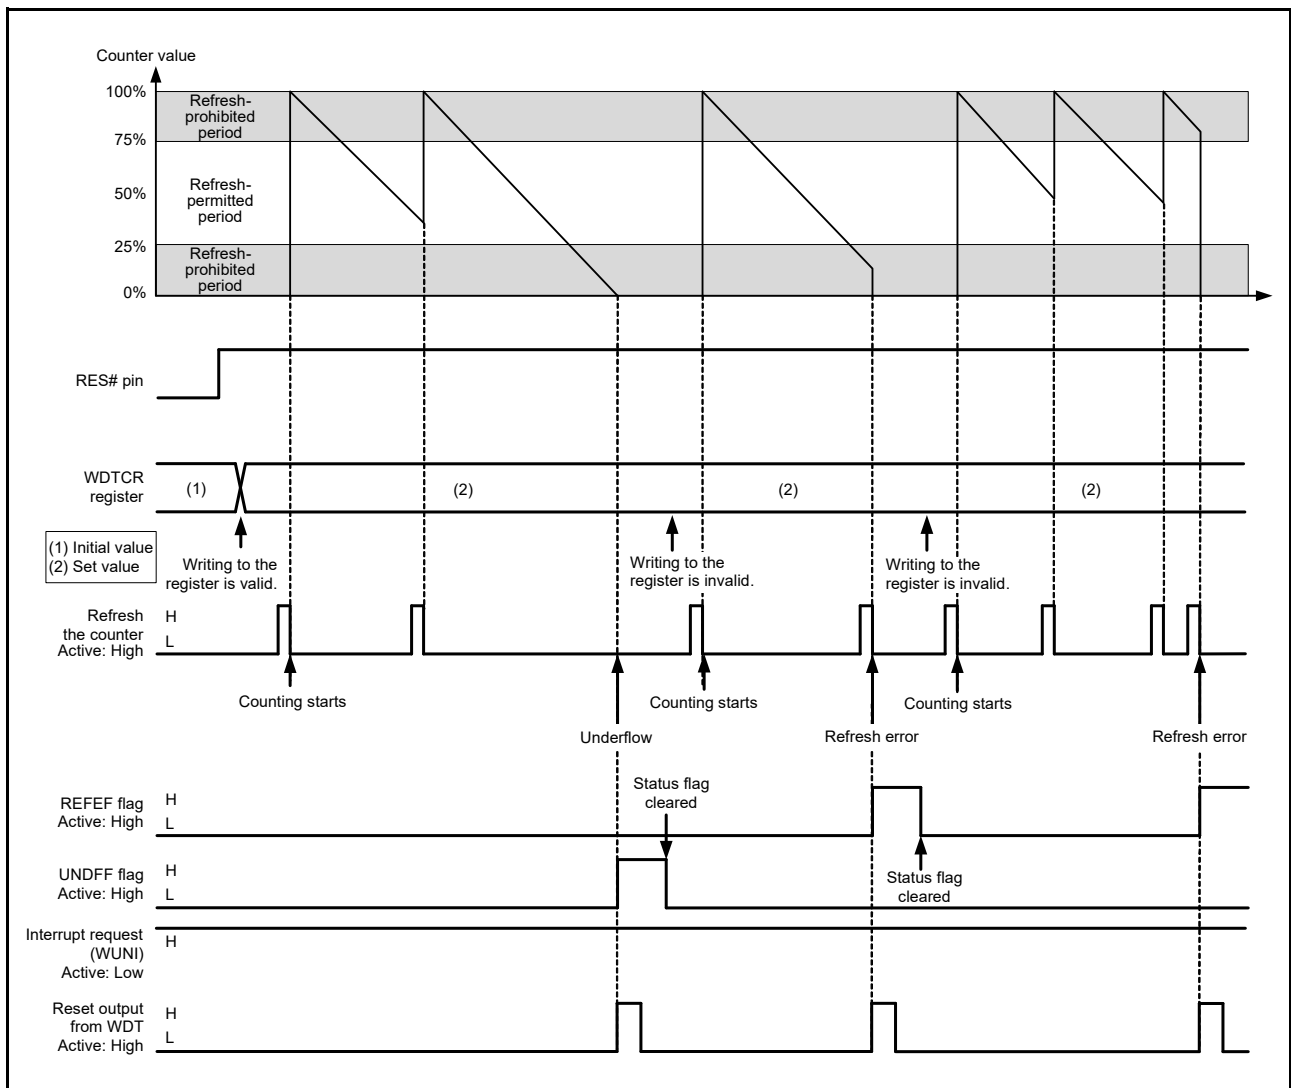 Counter value
100%
Refresh-
prohibited
period
75%
Refresh-
permitted
period
50%
25%
Refresh-
prohibited
period
0%
RES# pin
WDTCR
register
(1)
(2)
(2)
(2)
(1) Initial value
(2) Set value
Writing to the
register is valid.
Writing to the
register is invalid.
Writing to the
register is invalid.
Refresh
the counter
Active: High
H
L
Counting starts
Counting starts
Counting starts
Underflow
Refresh error
Refresh error
Status flag
cleared
REFEF flag
Active: High
H
L
Status flag
cleared
UNDFF flag
Active: High
H
L
Interrupt request
(WUNI)
Active: Low
H
Reset output
from WDT
Active: High
H
L